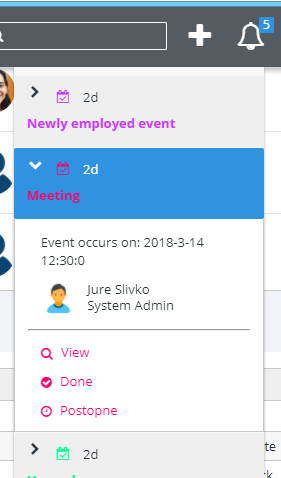 5
2d
Newly employed event
2d
Meeting
Event occurs on: 2018-3-14
12:30:0
Jure Slivko
System Admin
View
Done
Postopne
2d
te